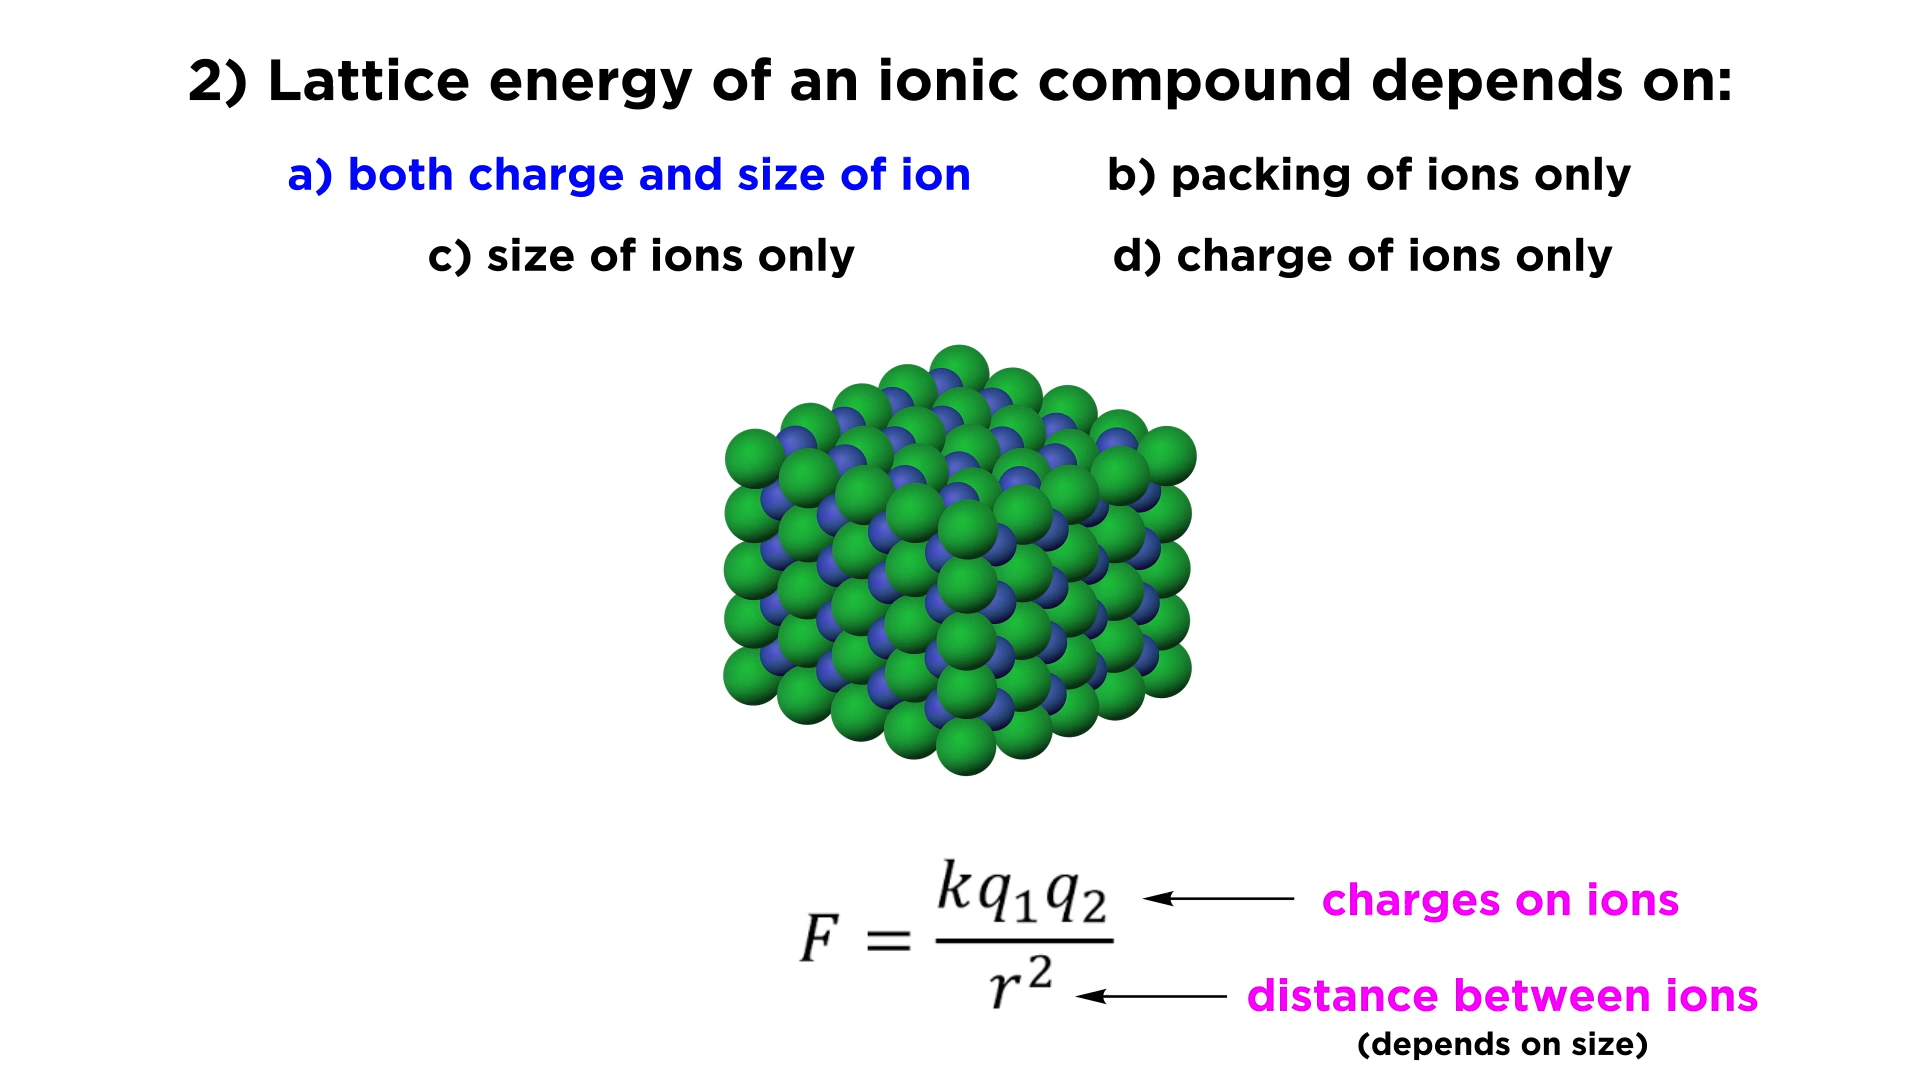 2) Lattice energy of an ionic compound depends on:
a) both charge and size of ion
b) packing of ions only
c) size of ions only
d) charge of ions only
F = kq₁q₂ / r²
charges on ions
distance between ions
(depends on size)